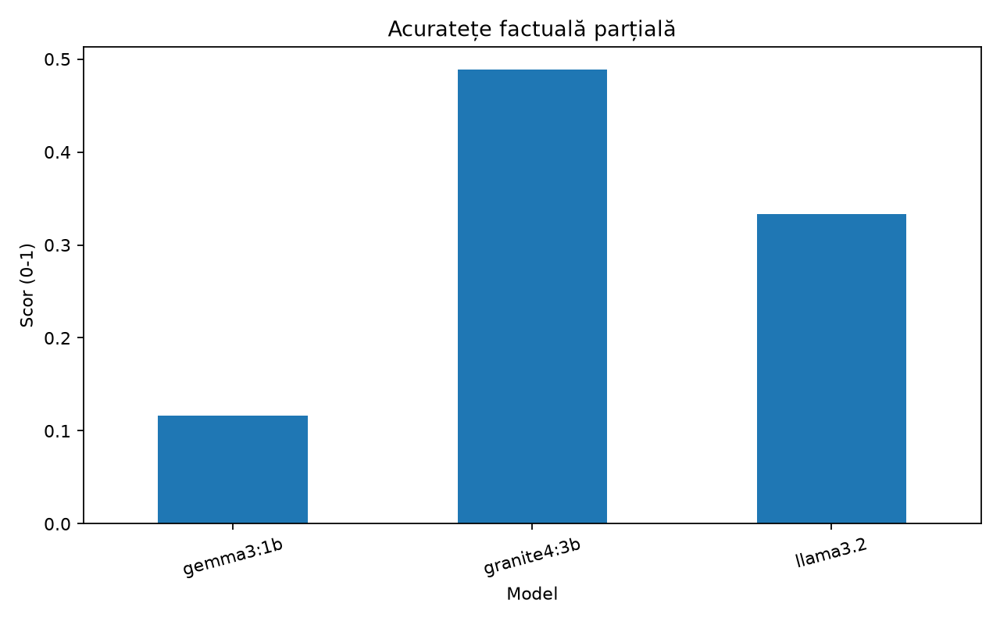 Acuratețe factuală parțială
Scor (0-1)
0.5
0.4
0.3
0.2
0.1
0.0
gemma3:1b
granite4:3b
llama3.2
Model